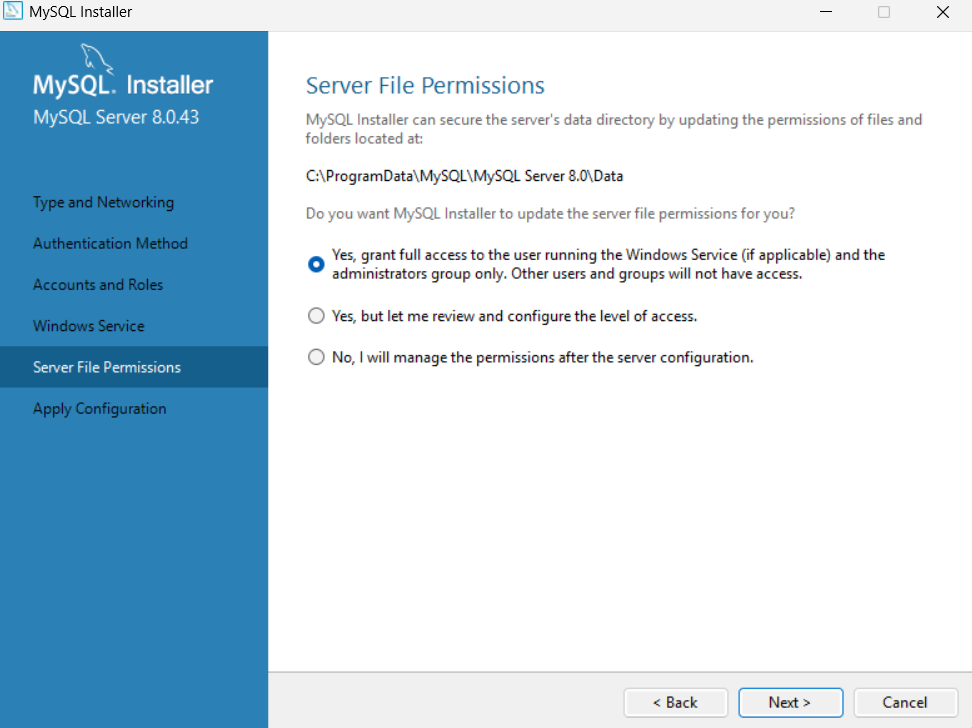 MySQL Installer
MySQL. Installer
MySQL Server 8.0.43
Type and Networking
Authentication Method
Accounts and Roles
Windows Service
Server File Permissions
Apply Configuration
Server File Permissions
MySQL Installer can secure the server's data directory by updating the permissions of files and
folders located at:
C:\ProgramData\MySQL\MySQL Server 8.0\Data
Do you want MySQL Installer to update the server file permissions for you?
Yes, grant full access to the user running the Windows Service (if applicable) and the
administrators group only. Other users and groups will not have access.
Yes, but let me review and configure the level of access.
No, I will manage the permissions after the server configuration.
< Back
Next >
Cancel